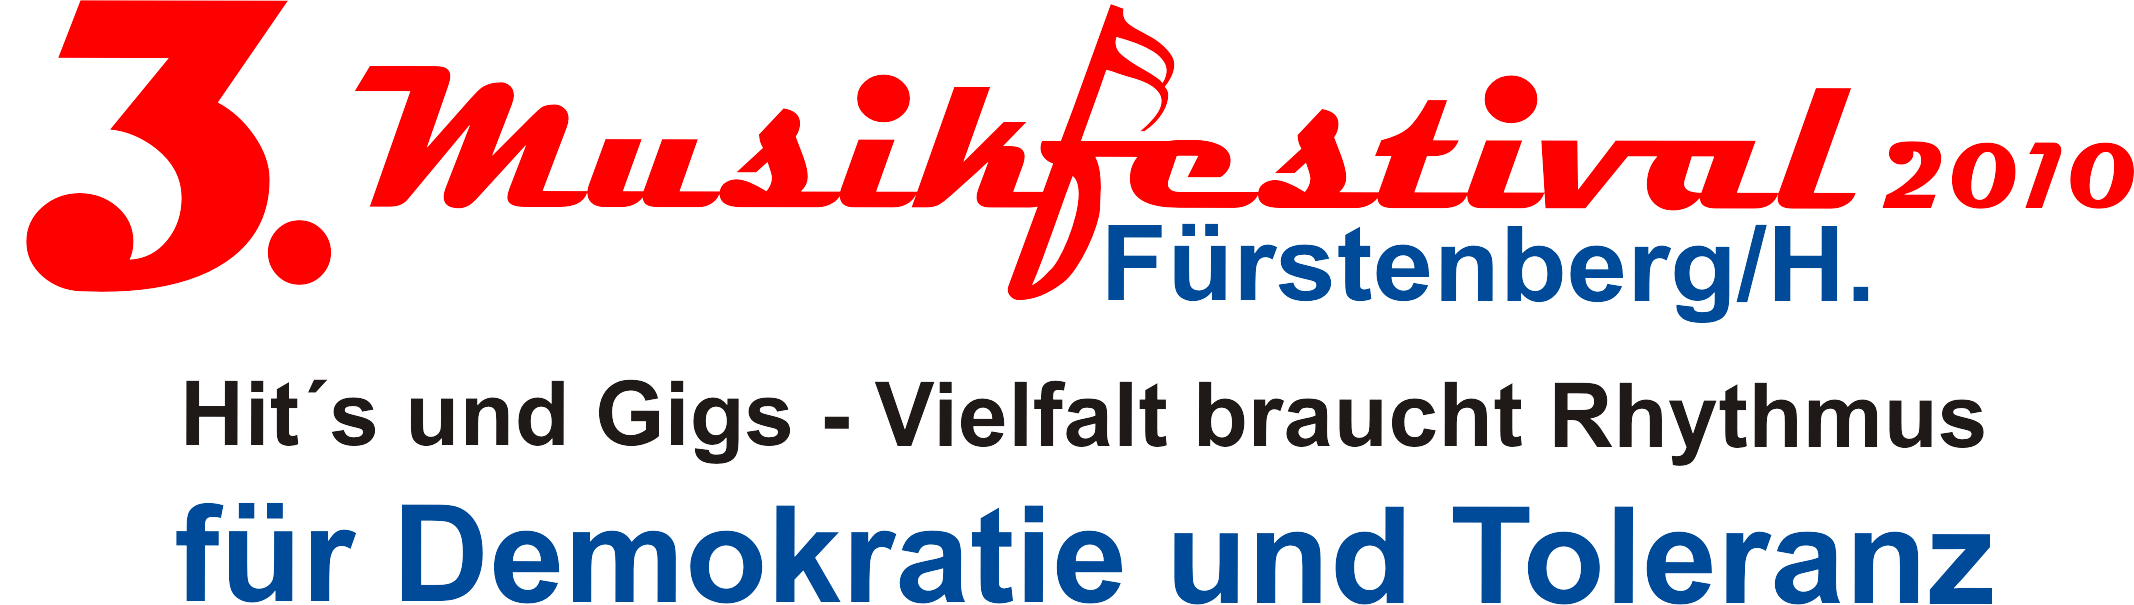 3. Musikfestival 2010
Fürstenberg/H.
Hit´s und Gigs - Vielfalt braucht Rhythmus
für Demokratie und Toleranz